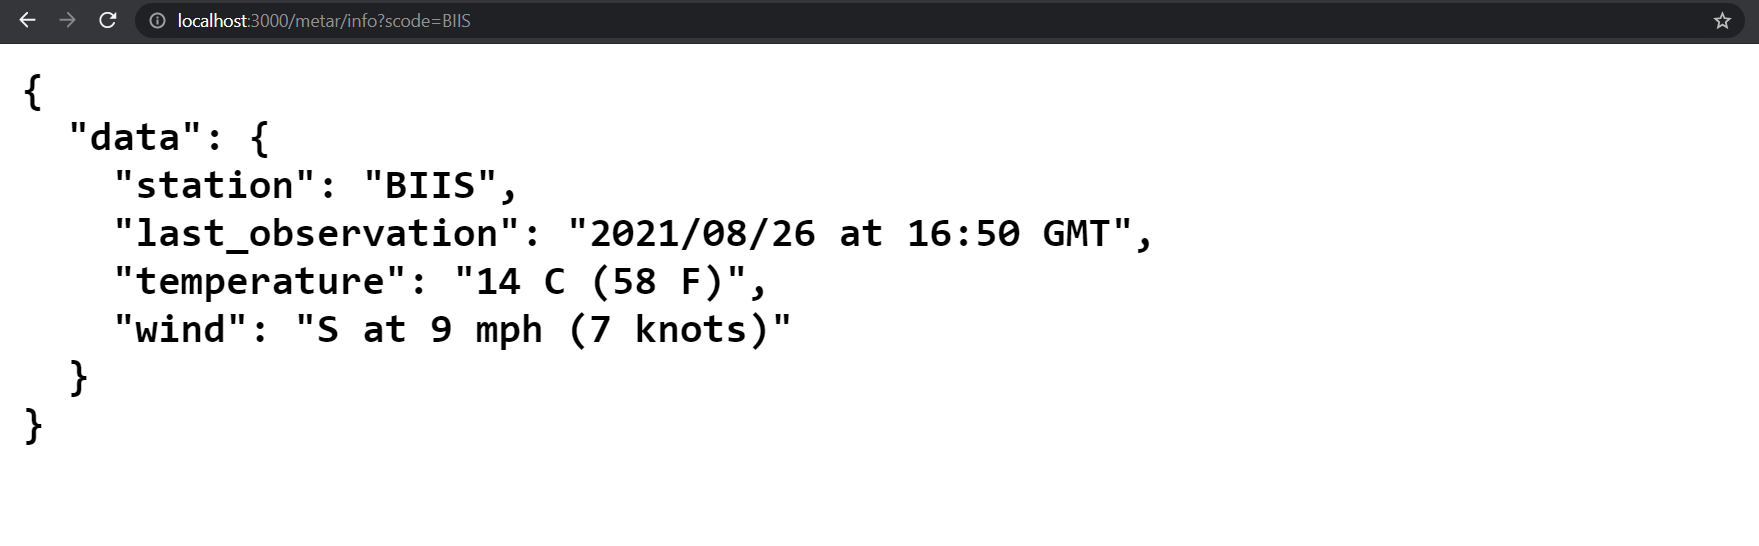 localhost:3000/metar/info?scode=BIIS
{
  "data": {
    "station": "BIIS",
    "last_observation": "2021/08/26 at 16:50 GMT",
    "temperature": "14 C (58 F)",
    "wind": "S at 9 mph (7 knots)"
  }
}